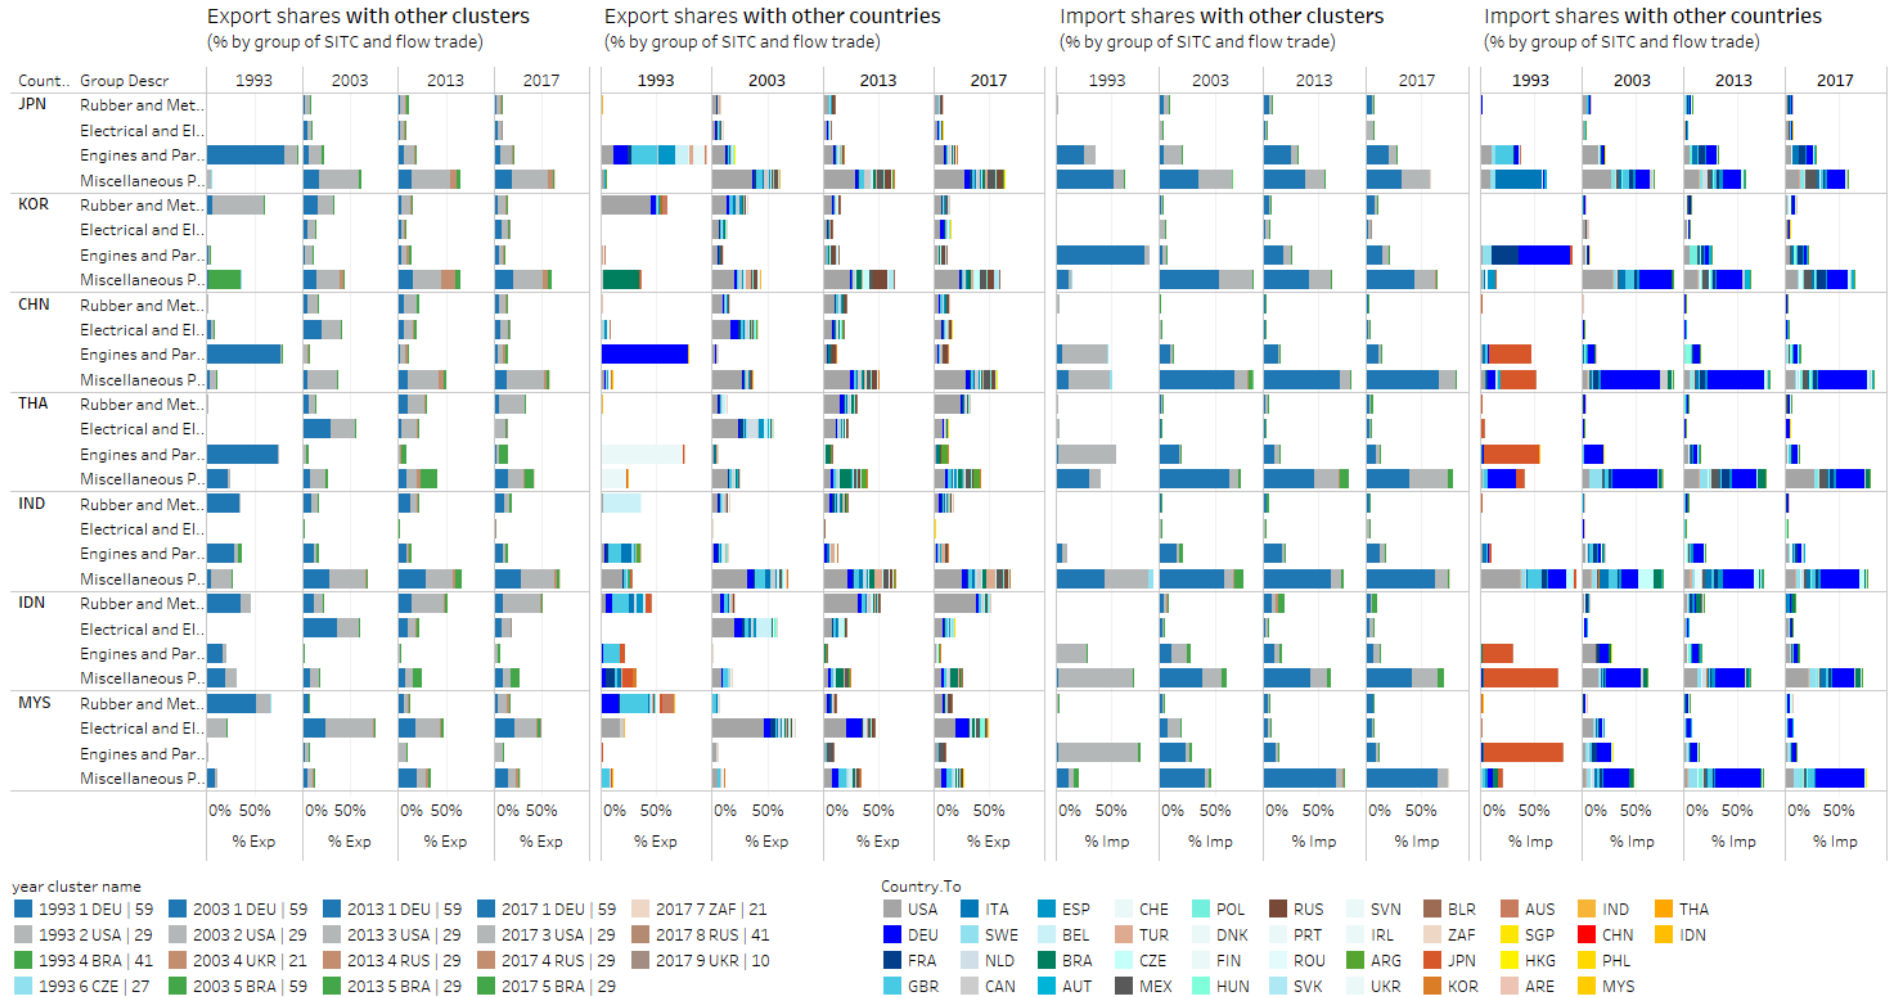 Export shares with other clusters
(% by group of SITC and flow trade)
Export shares with other countries
(% by group of SITC and flow trade)
Import shares with other clusters
(% by group of SITC and flow trade)
Import shares with other countries
(% by group of SITC and flow trade)
Count.. Group Descr 1993 2003 2013 2017 1993 2003 2013 2017 1993 2003 2013 2017 1993 2003 2013 2017
JPN Rubber and Met..
Electrical and El..
Engines and Par..
Miscellaneous P..
KOR Rubber and Met..
Electrical and El..
Engines and Par..
Miscellaneous P..
CHN Rubber and Met..
Electrical and El..
Engines and Par..
Miscellaneous P..
THA Rubber and Met..
Electrical and El..
Engines and Par..
Miscellaneous P..
IND Rubber and Met..
Electrical and El..
Engines and Par..
Miscellaneous P..
IDN Rubber and Met..
Electrical and El..
Engines and Par..
Miscellaneous P..
MYS Rubber and Met..
Electrical and El..
Engines and Par..
Miscellaneous P..
0% 50% 0% 50% 0% 50% 0% 50% 0% 50% 0% 50% 0% 50% 0% 50% 0% 50% 0% 50% 0% 50% 0% 50% 0% 50% 0% 50% 0% 50% 0% 50%
% Exp % Exp % Exp % Exp % Exp % Exp % Exp % Exp % Imp % Imp % Imp % Imp % Imp % Imp % Imp % Imp
year cluster name
1993 1 DEU | 59 2003 1 DEU | 59 2013 1 DEU | 59 2017 1 DEU | 59 2017 7 ZAF | 21
1993 2 USA | 29 2003 2 USA | 29 2013 3 USA | 29 2017 3 USA | 29 2017 8 RUS | 41
1993 4 BRA | 41 2003 4 UKR | 21 2013 4 RUS | 29 2017 4 RUS | 29 2017 9 UKR | 10
1993 6 CZE | 27 2003 5 BRA | 59 2013 5 BRA | 29 2017 5 BRA | 29
Country.To
USA ITA ESP CHE POL RUS SVN BLR AUS IND THA
DEU SWE BEL TUR DNK PRT IRL ZAF SGP CHN IDN
FRA NLD BRA CZE FIN ROU ARG JPN HKG PHL
GBR CAN AUT MEX HUN SVK UKR KOR ARE MYS